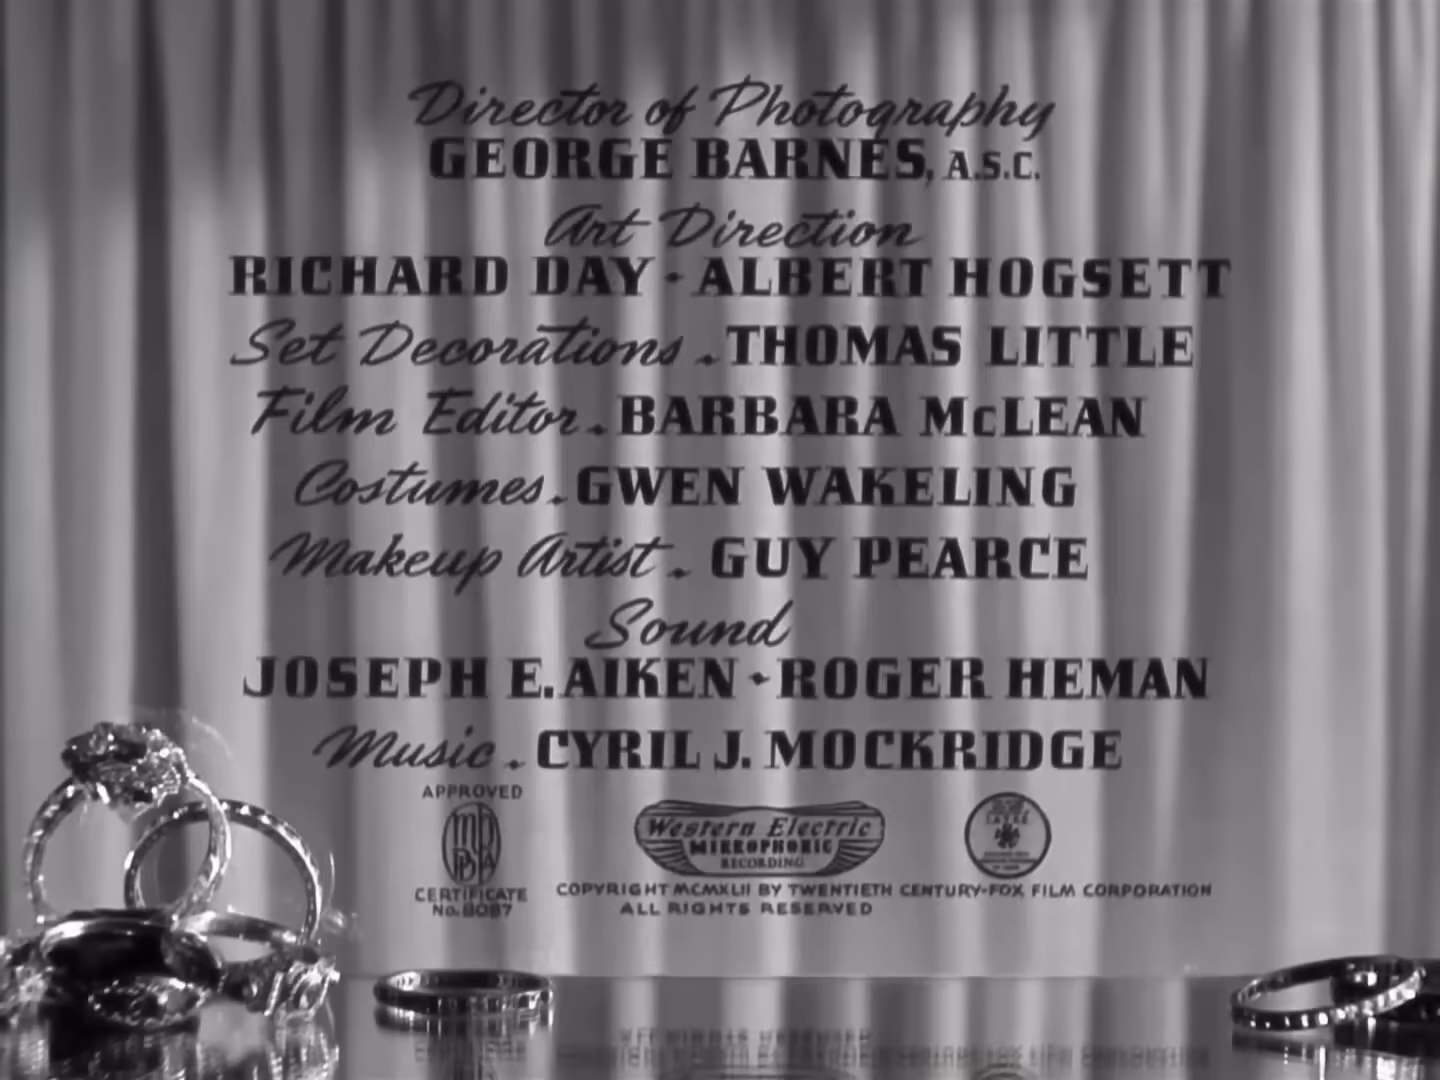 Director of Photography
GEORGE BARNES, A.S.C.
Art Direction
RICHARD DAY · ALBERT HOGSETT
Set Decorations . THOMAS LITTLE
Film Editor . BARBARA McLEAN
Costumes . GWEN WAKELING
Makeup Artist . GUY PEARCE
Sound
JOSEPH E. AIKEN · ROGER HEMAN
Music . CYRIL J. MOCKRIDGE
APPROVED
MPPDA
CERTIFICATE
No. 8087
Western Electric
MIRROPHONIC
RECORDING
COPYRIGHT MCMXLII BY TWENTIETH CENTURY-FOX FILM CORPORATION
ALL RIGHTS RESERVED